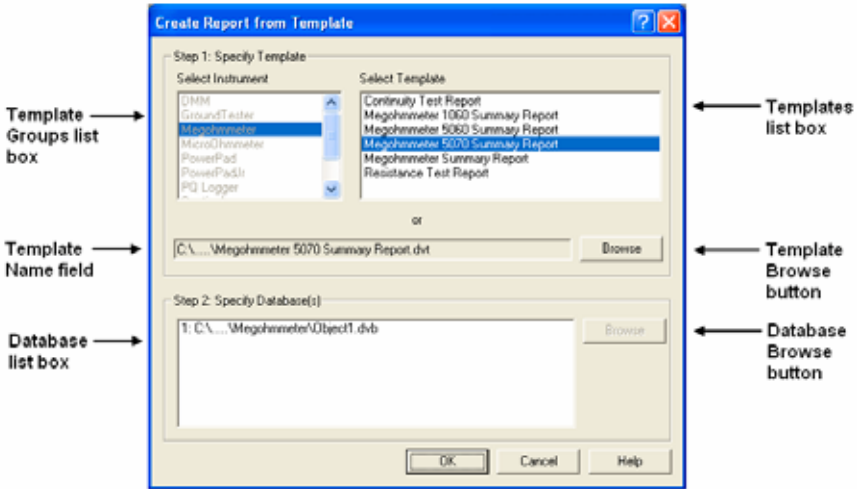 Create Report from Template
Step 1: Specify Template
Select Instrument
Select Template
DMM
GroundTester
Megohmmeter
MicroOhmmeter
PowerPad
PowerPadJr
PQ Logger
Continuity Test Report
Megohmmeter 1060 Summary Report
Megohmmeter 5060 Summary Report
Megohmmeter 5070 Summary Report
Megohmmeter Summary Report
Resistance Test Report
Template
Groups list
box
Templates
list box
or
Template
Name field
C:\.....\Megohmmeter 5070 Summary Report.dvt
Browse
Template
Browse
button
Step 2: Specify Database(s)
Database
list box
1: C:\.....\Megohmmeter\Object1.dvb
Browse
Database
Browse
button
OK
Cancel
Help